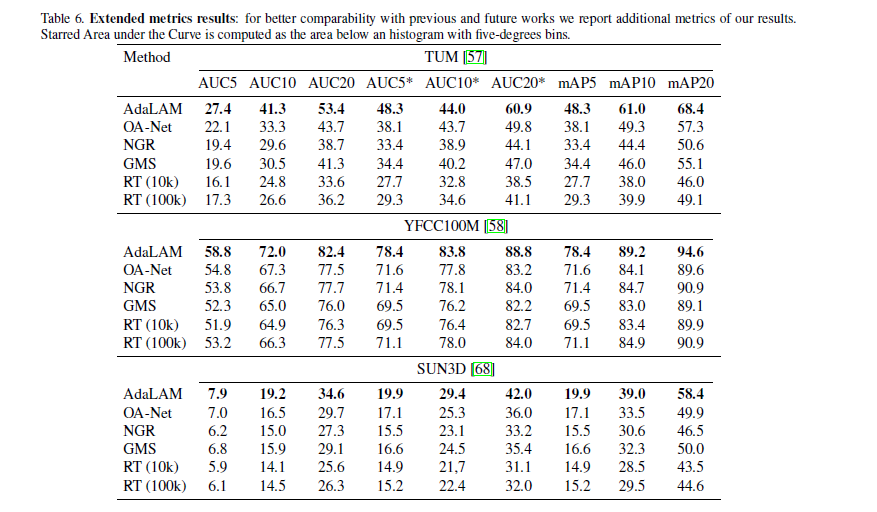 Table 6. Extended metrics results: for better comparability with previous and future works we report additional metrics of our results.
Starred Area under the Curve is computed as the area below an histogram with five-degrees bins.
Method TUM [57]
AUC5 AUC10 AUC20 AUC5* AUC10* AUC20* mAP5 mAP10 mAP20
AdaLAM 27.4 41.3 53.4 48.3 44.0 60.9 48.3 61.0 68.4
OA-Net 22.1 33.3 43.7 38.1 43.7 49.8 38.1 49.3 57.3
NGR 19.4 29.6 38.7 33.4 38.9 44.1 33.4 44.4 50.6
GMS 19.6 30.5 41.3 34.4 40.2 47.0 34.4 46.0 55.1
RT (10k) 16.1 24.8 33.6 27.7 32.8 38.5 27.7 38.0 46.0
RT (100k) 17.3 26.6 36.2 29.3 34.6 41.1 29.3 39.9 49.1
YFCC100M [58]
AdaLAM 58.8 72.0 82.4 78.4 83.8 88.8 78.4 89.2 94.6
OA-Net 54.8 67.3 77.5 71.6 77.8 83.2 71.6 84.1 89.6
NGR 53.8 66.7 77.7 71.4 78.1 84.0 71.4 84.7 90.9
GMS 52.3 65.0 76.0 69.5 76.2 82.2 69.5 83.0 89.1
RT (10k) 51.9 64.9 76.3 69.5 76.4 82.7 69.5 83.4 89.9
RT (100k) 53.2 66.3 77.5 71.1 78.0 84.0 71.1 84.9 90.9
SUN3D [68]
AdaLAM 7.9 19.2 34.6 19.9 29.4 42.0 19.9 39.0 58.4
OA-Net 7.0 16.5 29.7 17.1 25.3 36.0 17.1 33.5 49.9
NGR 6.2 15.0 27.3 15.5 23.1 33.2 15.5 30.6 46.5
GMS 6.8 15.9 29.1 16.6 24.5 35.4 16.6 32.3 50.0
RT (10k) 5.9 14.1 25.6 14.9 21,7 31.1 14.9 28.5 43.5
RT (100k) 6.1 14.5 26.3 15.2 22.4 32.0 15.2 29.5 44.6